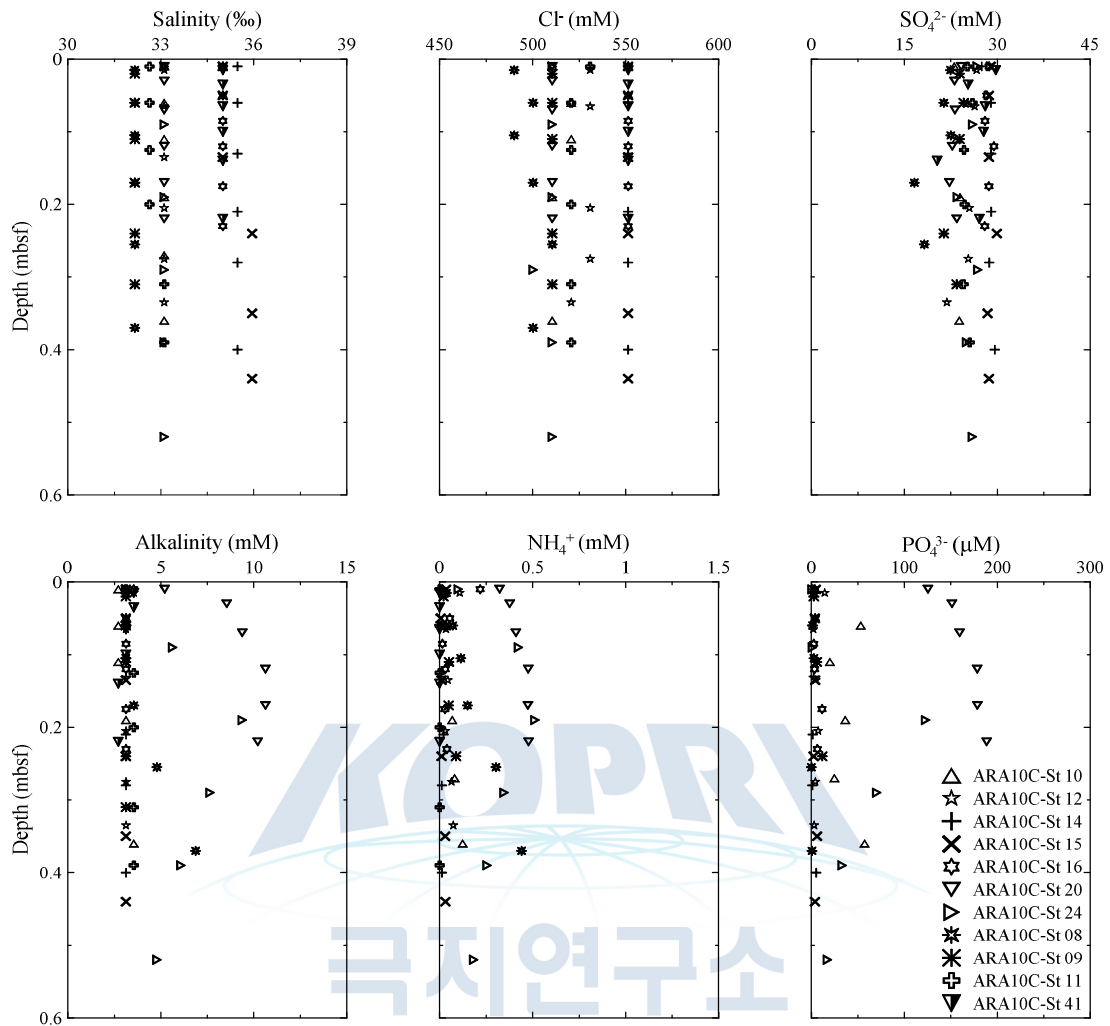 Salinity (‰)
Cl⁻ (mM)
SO₄²⁻ (mM)
30 33 36 39
450 500 550 600
0 15 30 45
0
0.2
0.4
0.6
Depth (mbsf)
Alkalinity (mM)
NH₄⁺ (mM)
PO₄³⁻ (μM)
0 5 10 15
0 0.5 1 1.5
0 100 200 300
0
0.2
0.4
0.6
Depth (mbsf)
ARA10C-St 10
ARA10C-St 12
ARA10C-St 14
ARA10C-St 15
ARA10C-St 16
ARA10C-St 20
ARA10C-St 24
ARA10C-St 08
ARA10C-St 09
ARA10C-St 11
ARA10C-St 41
KOPRI
극지연구소